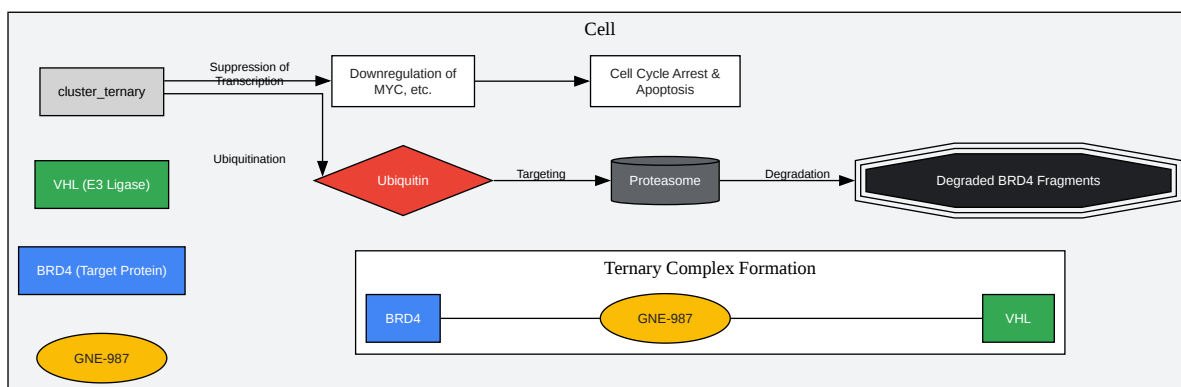 Cell
cluster_ternary
Suppression of
Transcription
Downregulation of
MYC, etc.
Cell Cycle Arrest &
Apoptosis
VHL (E3 Ligase)
Ubiquitination
Ubiquitin
Targeting
Proteasome
Degradation
Degraded BRD4 Fragments
BRD4 (Target Protein)
Ternary Complex Formation
BRD4
GNE-987
VHL
GNE-987